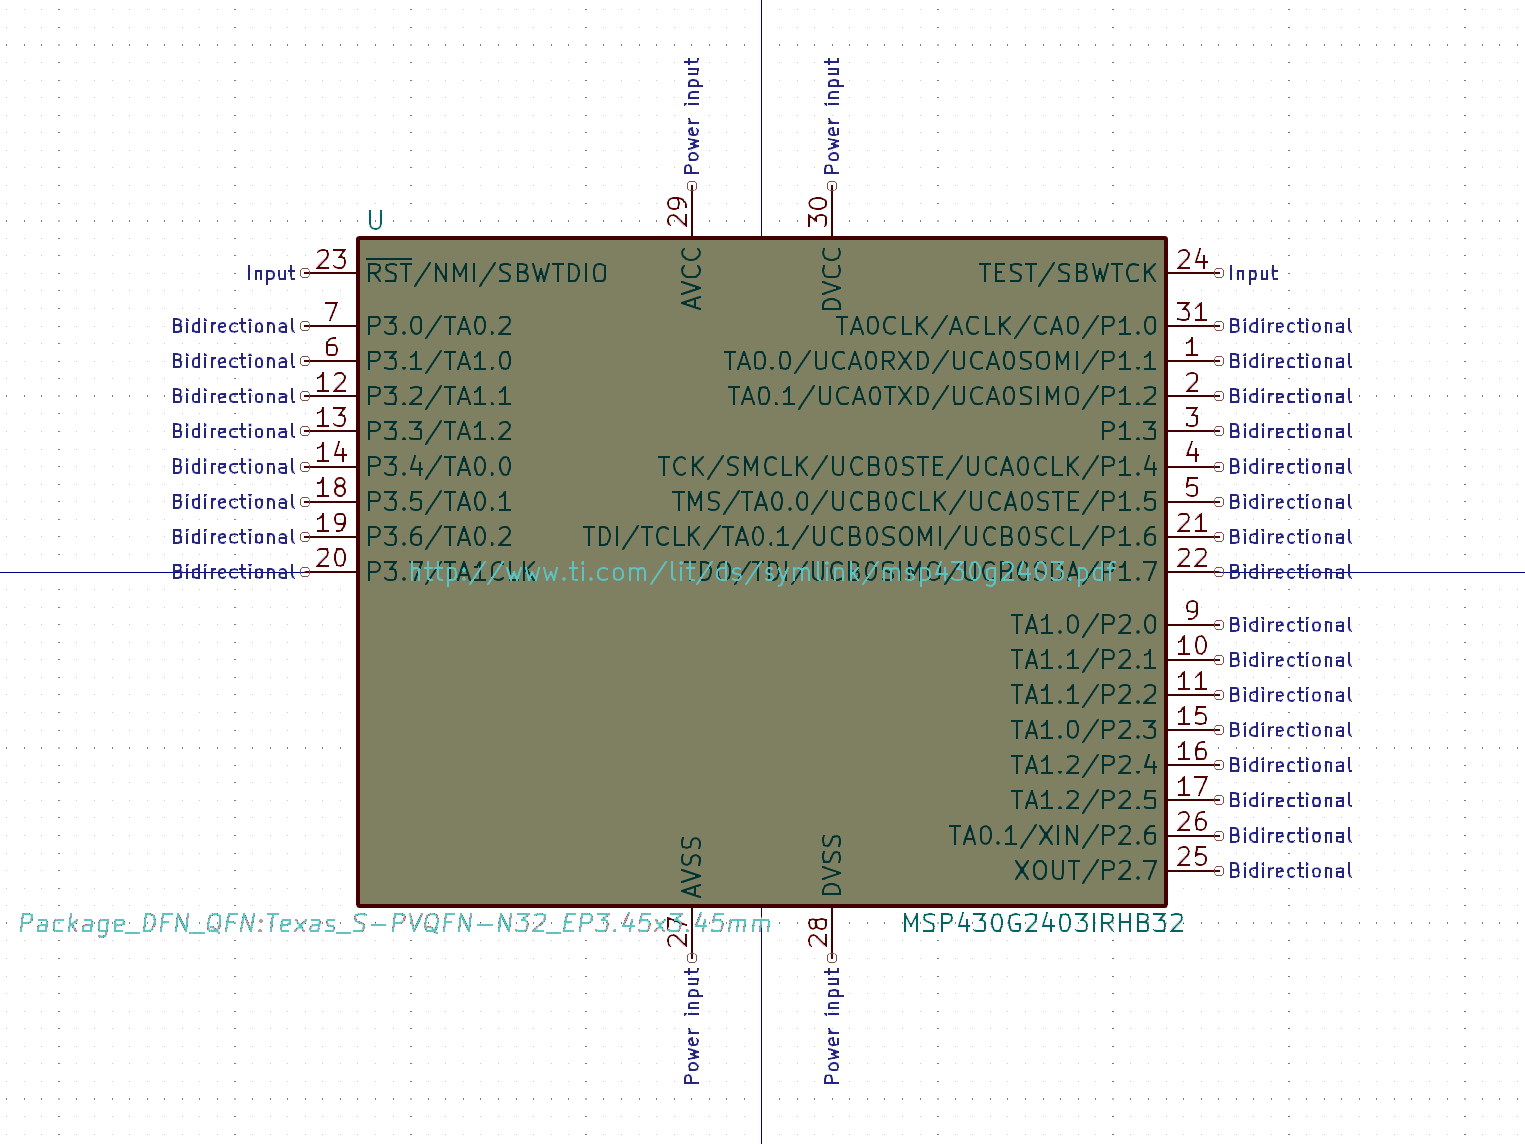 Power input
Power input
29
30
U
AVCC
DVCC
Input 23 RST/NMI/SBWTDIO
TEST/SBWTCK 24 Input
Bidirectional 7 P3.0/TA0.2
TA0CLK/ACLK/CA0/P1.0 31 Bidirectional
Bidirectional 6 P3.1/TA1.0
TA0.0/UCA0RXD/UCA0SOMI/P1.1 1 Bidirectional
Bidirectional 12 P3.2/TA1.1
TA0.1/UCA0TXD/UCA0SIMO/P1.2 2 Bidirectional
Bidirectional 13 P3.3/TA1.2
P1.3 3 Bidirectional
Bidirectional 14 P3.4/TA0.0
TCK/SMCLK/UCB0STE/UCA0CLK/P1.4 4 Bidirectional
Bidirectional 18 P3.5/TA0.1
TMS/TA0.0/UCB0CLK/UCA0STE/P1.5 5 Bidirectional
Bidirectional 19 P3.6/TA0.2
TDI/TCLK/TA0.1/UCB0SOMI/UCB0SCL/P1.6 21 Bidirectional
Bidirectional 20 P3.7/TA1CLK
http://www.ti.com/lit/ds/symlink/msp430g2403.pdf
TDO/TDI/UCB0SIMO/UCB0SDA/P1.7 22 Bidirectional
TA1.0/P2.0 9 Bidirectional
TA1.1/P2.1 10 Bidirectional
TA1.1/P2.2 11 Bidirectional
TA1.0/P2.3 15 Bidirectional
TA1.2/P2.4 16 Bidirectional
TA1.2/P2.5 17 Bidirectional
TA0.1/XIN/P2.6 26 Bidirectional
XOUT/P2.7 25 Bidirectional
AVSS
DVSS
Package_DFN_QFN:Texas_S-PVQFN-N32_EP3.45x3.45mm
MSP430G2403IRHB32
27
28
Power input
Power input